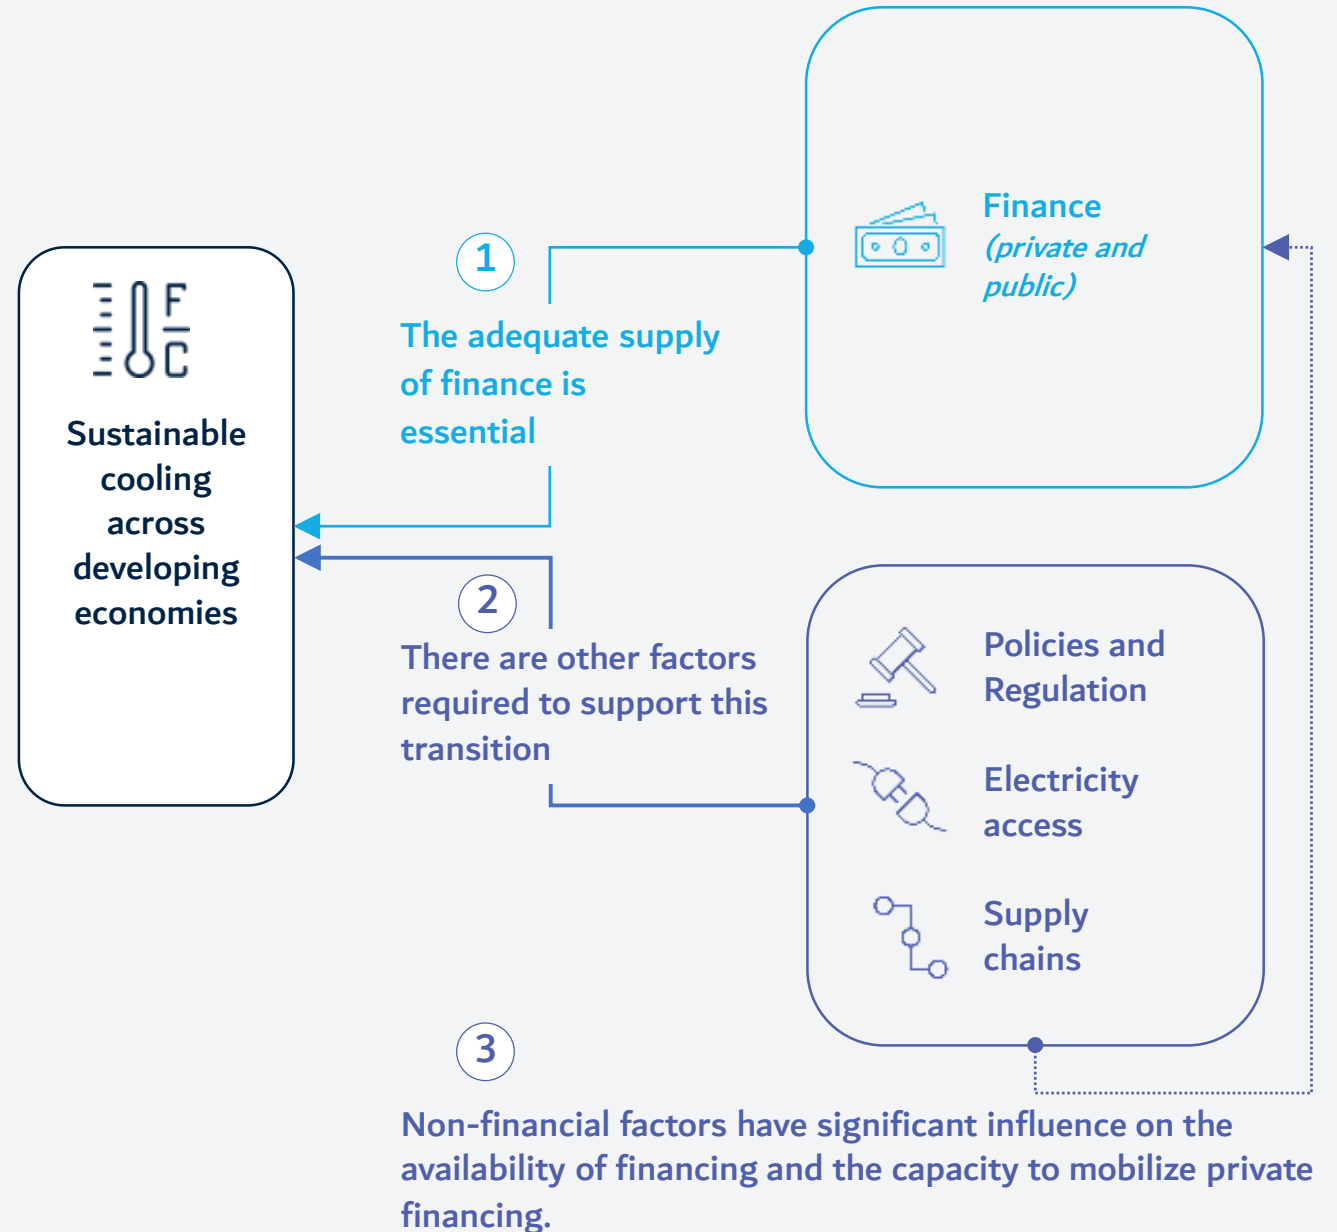 F
C
Sustainable
cooling
across
developing
economies
1
The adequate supply
of finance is
essential
Finance
(private and
public)
2
There are other factors
required to support this
transition
Policies and
Regulation
Electricity
access
Supply
chains
3
Non-financial factors have significant influence on the
availability of financing and the capacity to mobilize private
financing.